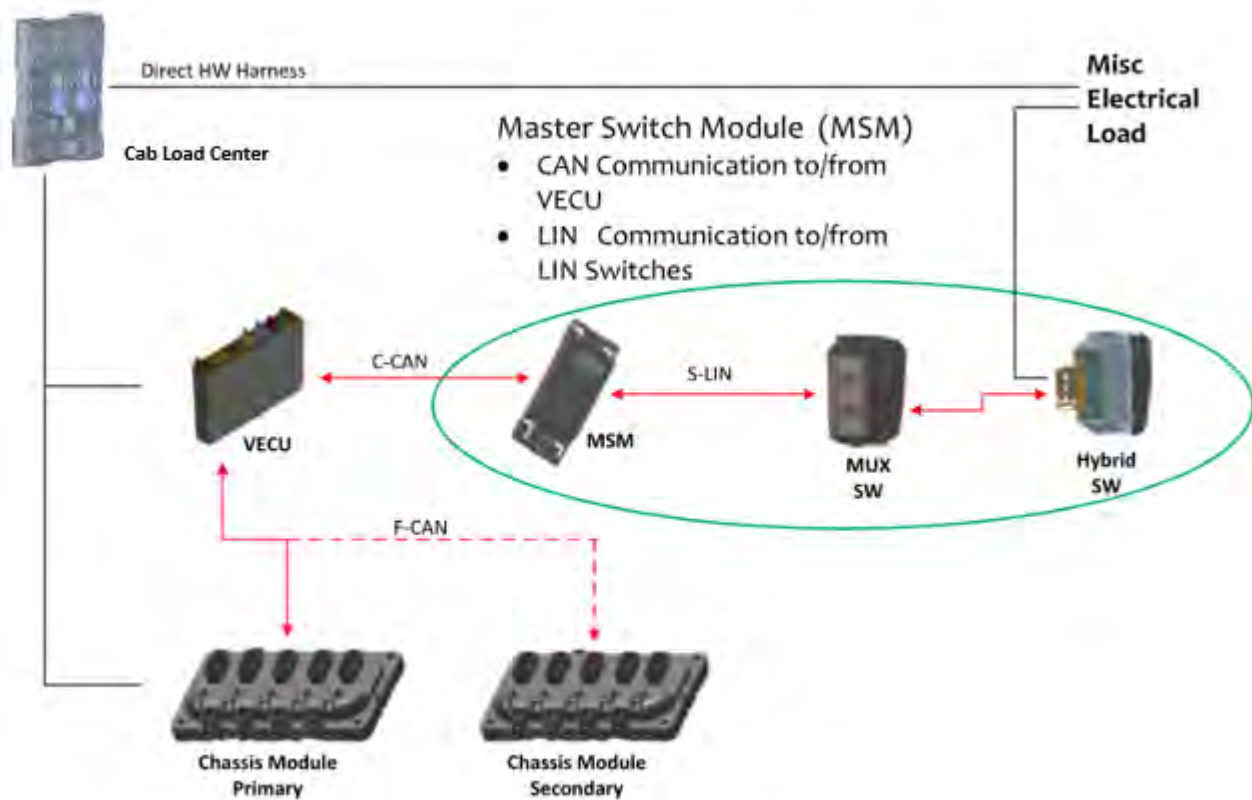 Direct HW Harness
Misc
Electrical
Load
Cab Load Center
Master Switch Module (MSM)
• CAN Communication to/from
VECU
• LIN Communication to/from
LIN Switches
C-CAN
S-LIN
VECU
MSM
MUX
SW
Hybrid
SW
F-CAN
Chassis Module
Primary
Chassis Module
Secondary